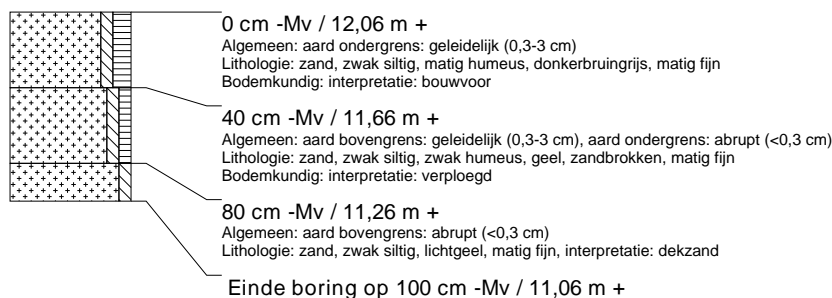 0 cm -Mv / 12,06 m +
Algemeen: aard ondergrens: geleidelijk (0,3-3 cm)
Lithologie: zand, zwak siltig, matig humeus, donkerbruingrijs, matig fijn
Bodemkundig: interpretatie: bouwvoor
40 cm -Mv / 11,66 m +
Algemeen: aard bovengrens: geleidelijk (0,3-3 cm), aard ondergrens: abrupt (<0,3 cm)
Lithologie: zand, zwak siltig, zwak humeus, geel, zandbrokken, matig fijn
Bodemkundig: interpretatie: verploegd
80 cm -Mv / 11,26 m +
Algemeen: aard bovengrens: abrupt (<0,3 cm)
Lithologie: zand, zwak siltig, lichtgeel, matig fijn, interpretatie: dekzand
Einde boring op 100 cm -Mv / 11,06 m +